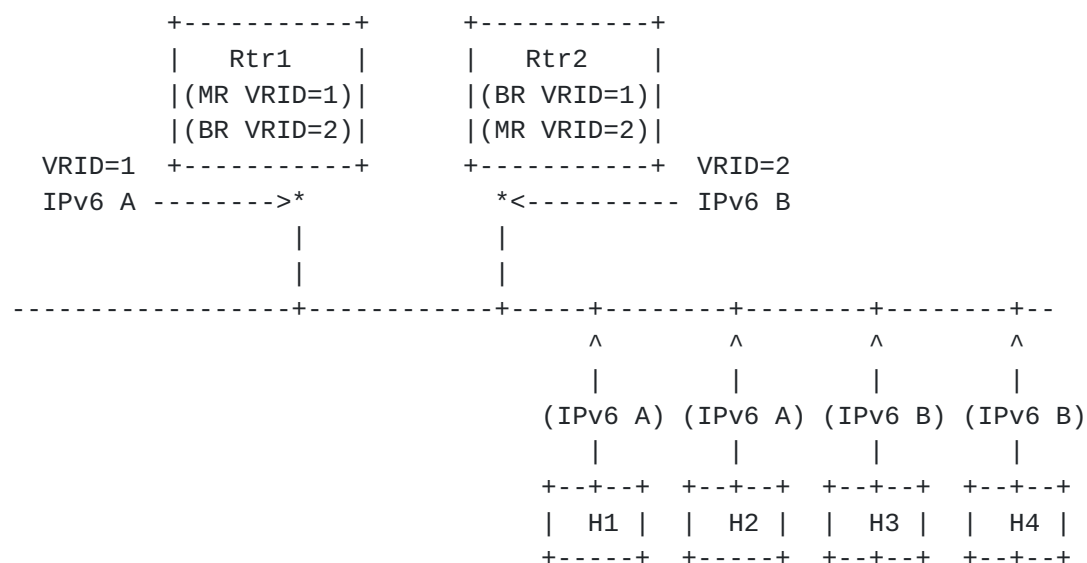 Rtr1 Rtr2
(MR VRID=1) (BR VRID=1)
(BR VRID=2) (MR VRID=2)
VRID=1 VRID=2
IPv6 A -------->* *<---------- IPv6 B
(IPv6 A) (IPv6 A) (IPv6 B) (IPv6 B)
H1 H2 H3 H4